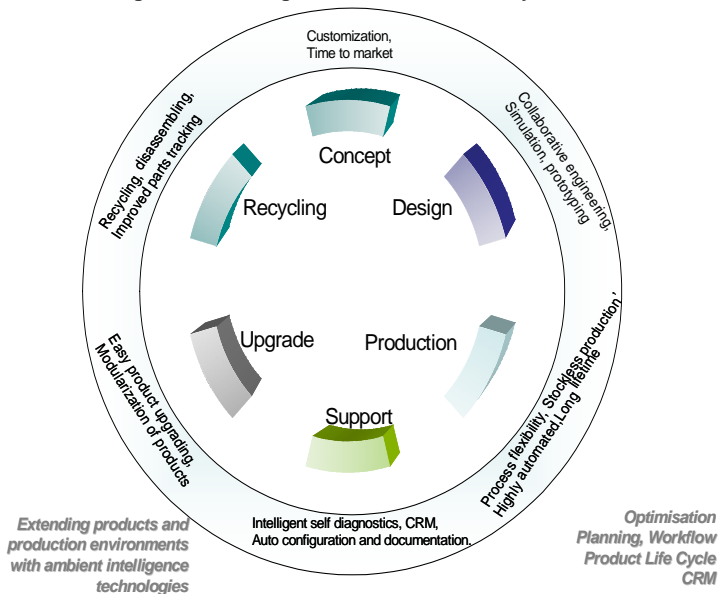 Customization,
Time to market
Collaborative engineering,
Simulation, prototyping
Recycling, disassembling,
Improved parts tracking
Concept
Recycling
Design
Upgrade
Production
Support
Easy product upgrading,
Modularization of products
Process flexibility, Stockless production,
Highly automated,Long lifetime
Intelligent self diagnostics, CRM,
Auto configuration and documentation.
Extending products and
production environments
with ambient intelligence
technologies
Optimisation
Planning, Workflow
Product Life Cycle
CRM